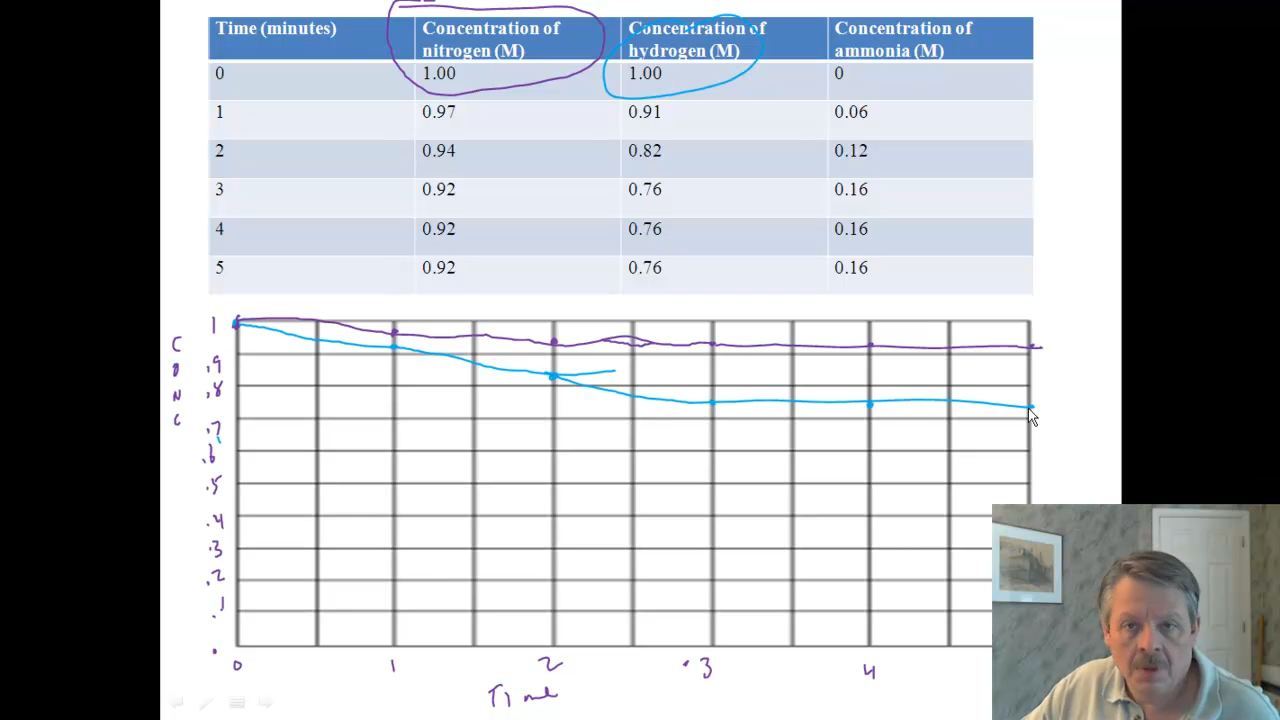 Time (minutes) Concentration of nitrogen (M) Concentration of hydrogen (M) Concentration of ammonia (M)
0 1.00 1.00 0
1 0.97 0.91 0.06
2 0.94 0.82 0.12
3 0.92 0.76 0.16
4 0.92 0.76 0.16
5 0.92 0.76 0.16
CONC
1
.9
.8
.7
.6
.5
.4
.3
.2
.1
0 1 2 3 4
Time